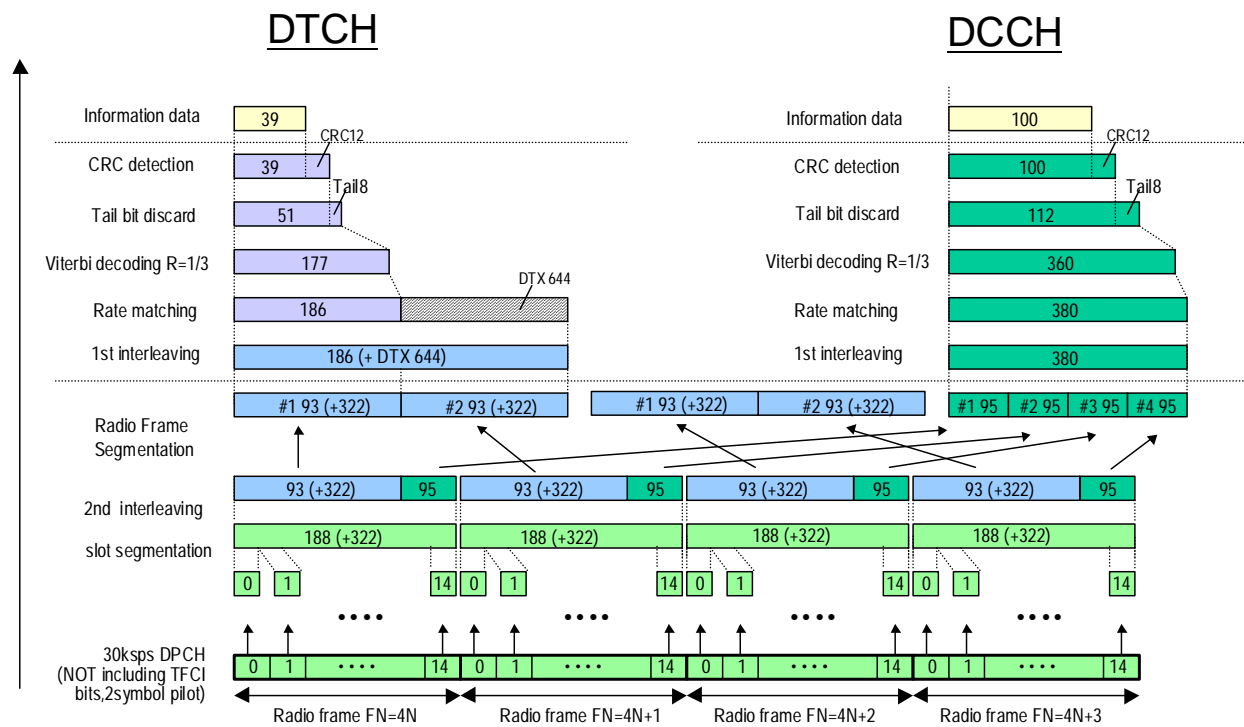 DTCH
DCCH
Information data
39
Information data
100
CRC12
CRC12
CRC detection
39
CRC detection
100
Tail8
Tail8
Tail bit discard
51
Tail bit discard
112
Viterbi decoding R=1/3
177
Viterbi decoding R=1/3
360
DTX 644
Rate matching
186
Rate matching
380
1st interleaving
186 (+ DTX 644)
1st interleaving
380
#1 93 (+322)
#2 93 (+322)
#1 93 (+322)
#2 93 (+322)
#1 95
#2 95
#3 95
#4 95
Radio Frame
Segmentation
93 (+322)
95
93 (+322)
95
93 (+322)
95
93 (+322)
95
2nd interleaving
188 (+322)
188 (+322)
188 (+322)
188 (+322)
slot segmentation
0
1
14
0
1
14
0
1
14
0
1
14
• • • •
• • • •
• • • •
• • • •
30ksps DPCH
(NOT including TFCI
bits,2symbol pilot)
0
1
• • • •
14
0
1
• • • •
14
0
1
• • • •
14
0
1
• • • •
14
Radio frame FN=4N
Radio frame FN=4N+1
Radio frame FN=4N+2
Radio frame FN=4N+3